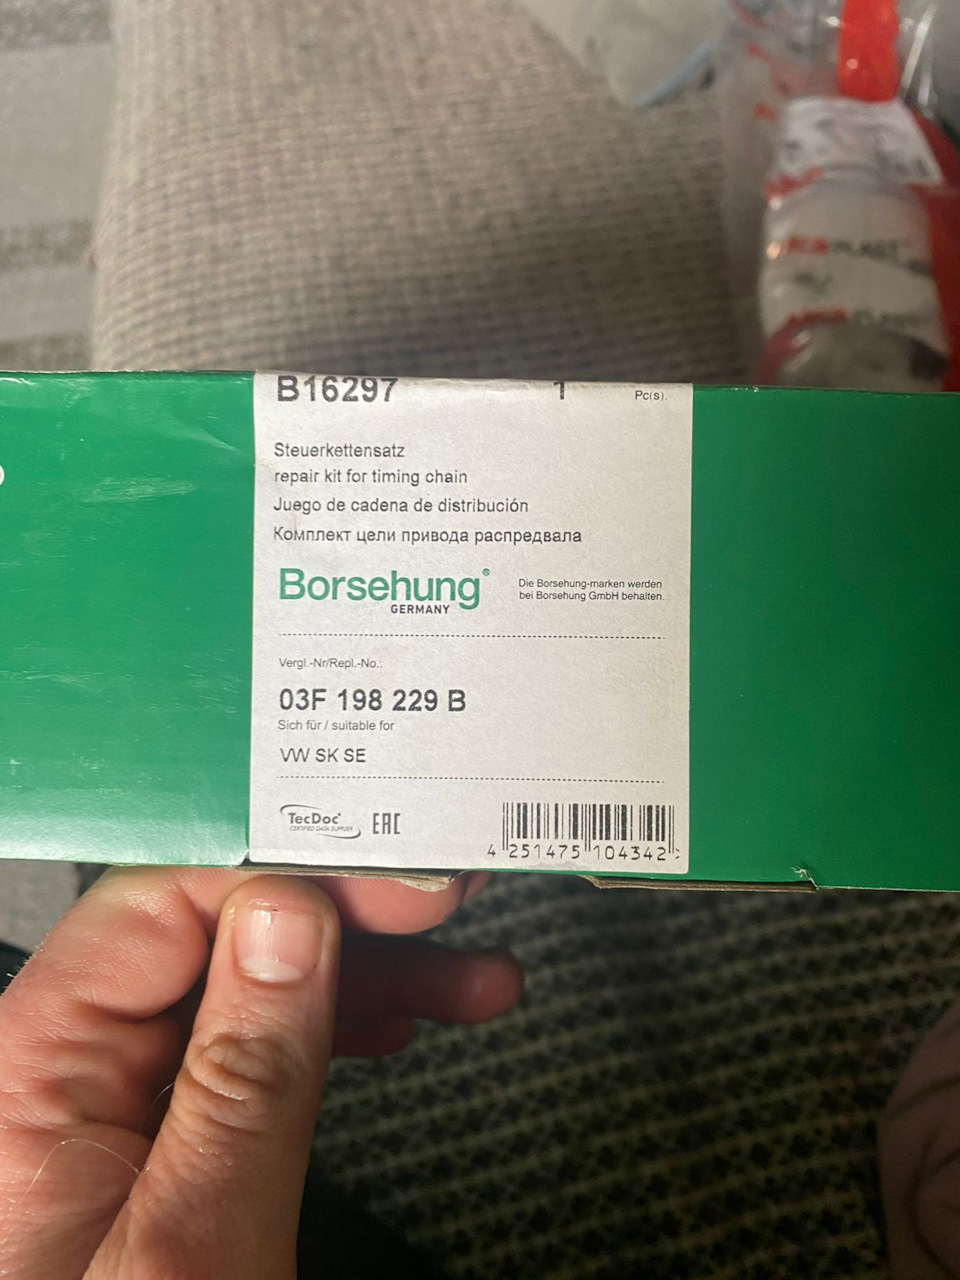 B16297 1 Pc(s).
Steuerkettensatz
repair kit for timing chain
Juego de cadena de distribución
Комплект цепи привода распредвала
Borsehung®
GERMANY
Die Borsehung-marken werden
bei Borsehung GmbH behalten.
Vergl.-Nr/Repl.-No.:
03F 198 229 B
Sich für / suitable for
VW SK SE
TecDoc®
CERTIFIED DATA SUPPLIER
EAC
4 251475 104342
PLAST